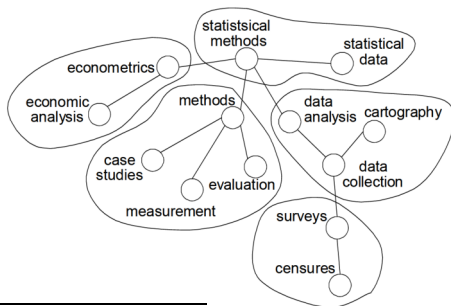 statistsical
methods
statistical
data
econometrics
economic
analysis
methods
data
analysis
cartography
case
studies
evaluation
data
collection
measurement
surveys
censures